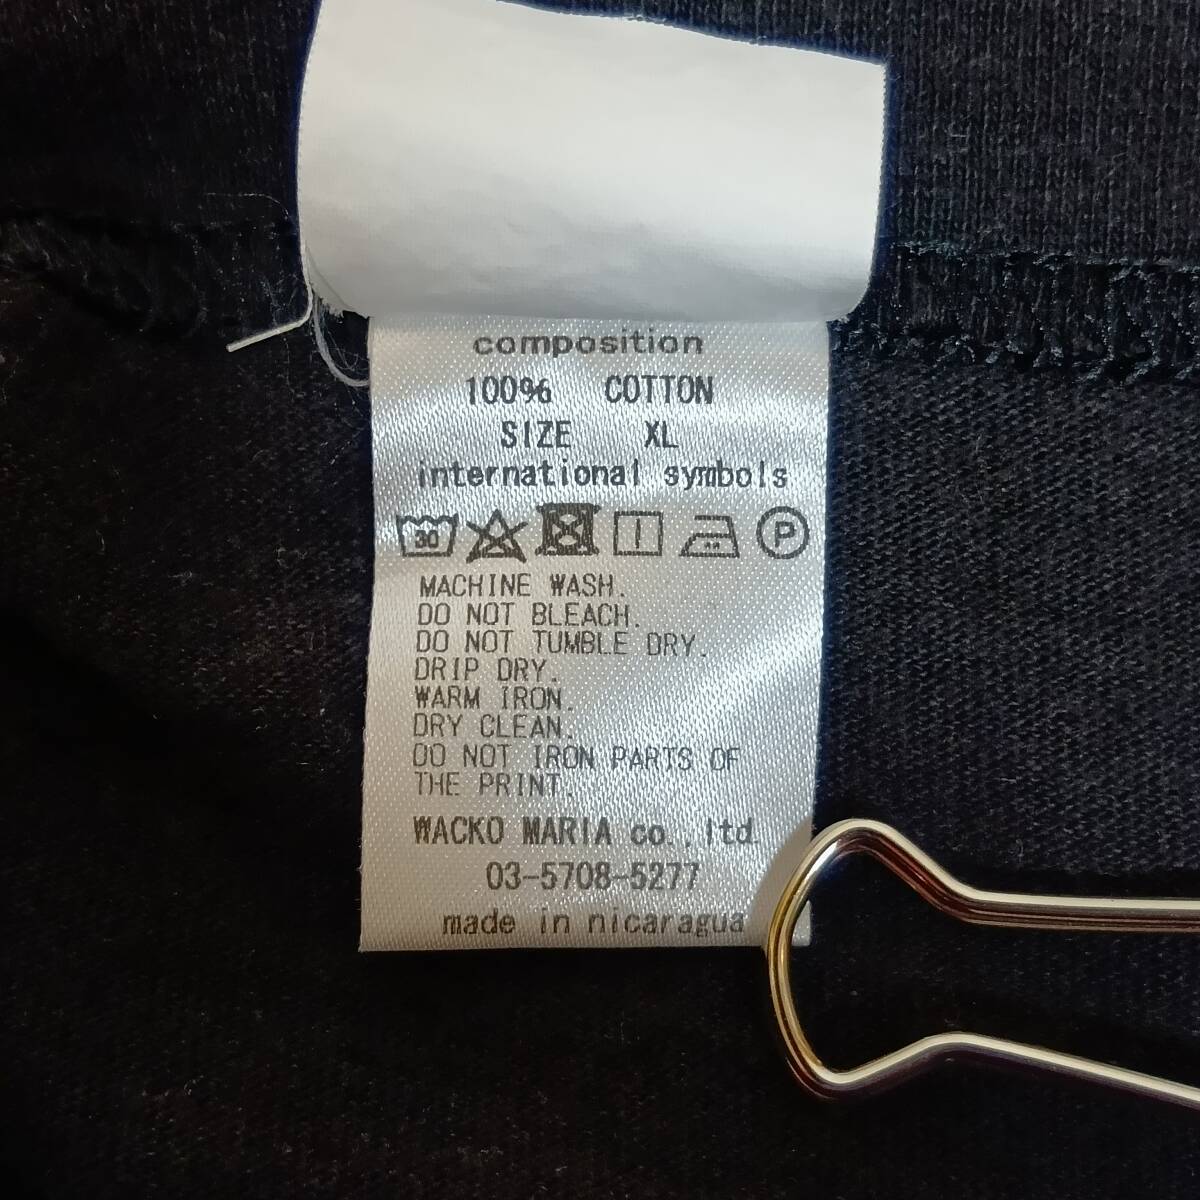 composition
100% COTTON
SIZE XL
international symbols
30 P
MACHINE WASH.
DO NOT BLEACH.
DO NOT TUMBLE DRY.
DRIP DRY.
WARM IRON.
DRY CLEAN.
DO NOT IRON PARTS OF
THE PRINT.
WACKO MARIA co.,ltd
03-5708-5277
made in nicaragua